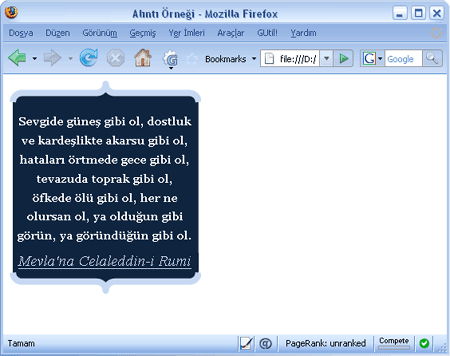 Alıntı Örneği - Mozilla Firefox
Dosya Düzen Görünüm Geçmiş Yer İmleri Araçlar GUtil! Yardım
Bookmarks file:///D:/ G Google
Sevgide güneş gibi ol, dostluk
ve kardeşlikte akarsu gibi ol,
hataları örtmede gece gibi ol,
tevazuda toprak gibi ol,
öfkede ölü gibi ol, her ne
olursan ol, ya olduğun gibi
görün, ya göründüğün gibi ol.
Mevla'na Celaleddin-i Rumi
Tamam @ PageRank: unranked Compete